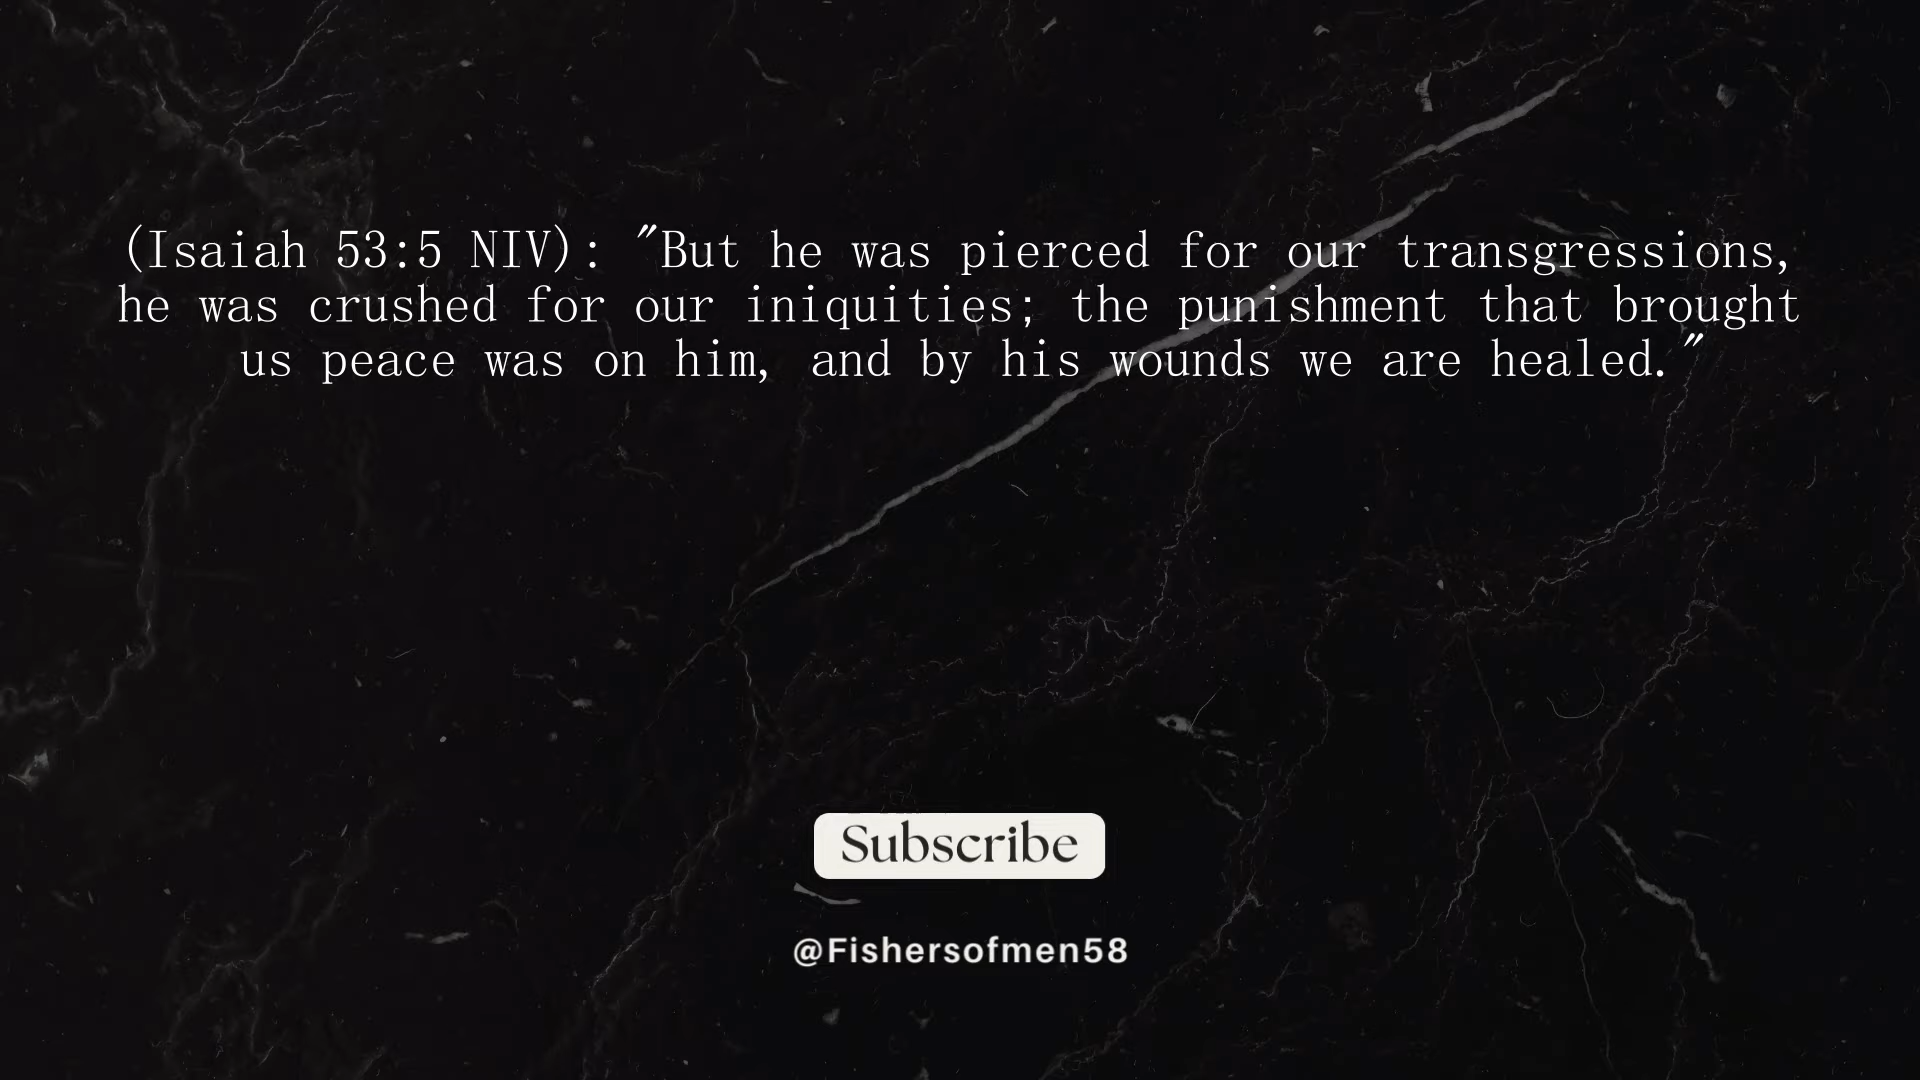 (Isaiah 53:5 NIV): "But he was pierced for our transgressions,
he was crushed for our iniquities; the punishment that brought
us peace was on him, and by his wounds we are healed."
Subscribe
@Fishersofmen58